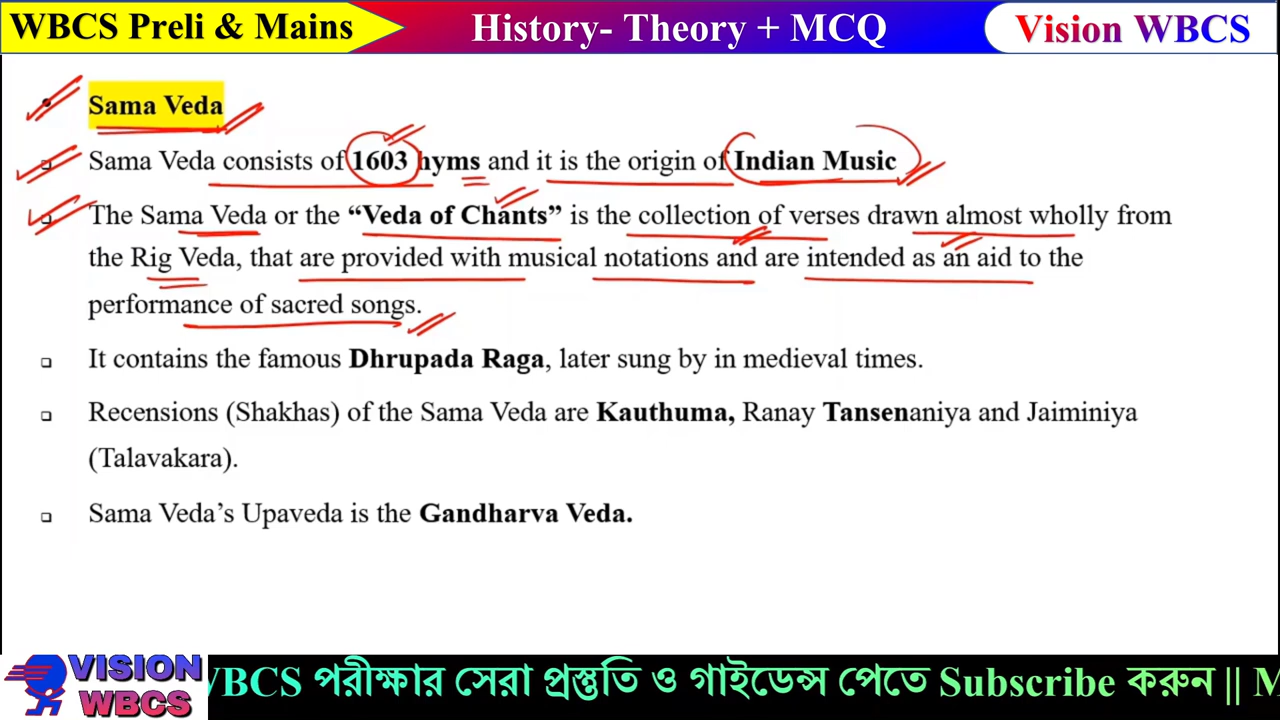 WBCS Preli & Mains
History- Theory + MCQ
Vision WBCS
Sama Veda
Sama Veda consists of 1603 hyms and it is the origin of Indian Music
The Sama Veda or the “Veda of Chants” is the collection of verses drawn almost wholly from
the Rig Veda, that are provided with musical notations and are intended as an aid to the
performance of sacred songs.
It contains the famous Dhrupada Raga, later sung by in medieval times.
Recensions (Shakhas) of the Sama Veda are Kauthuma, Ranay Tansenaniya and Jaiminiya
(Talavakara).
Sama Veda’s Upaveda is the Gandharva Veda.
VISION
WBCS
WBCS পরীক্ষার সেরা প্রস্তুতি ও গাইডেন্স পেতে Subscribe করুন || M